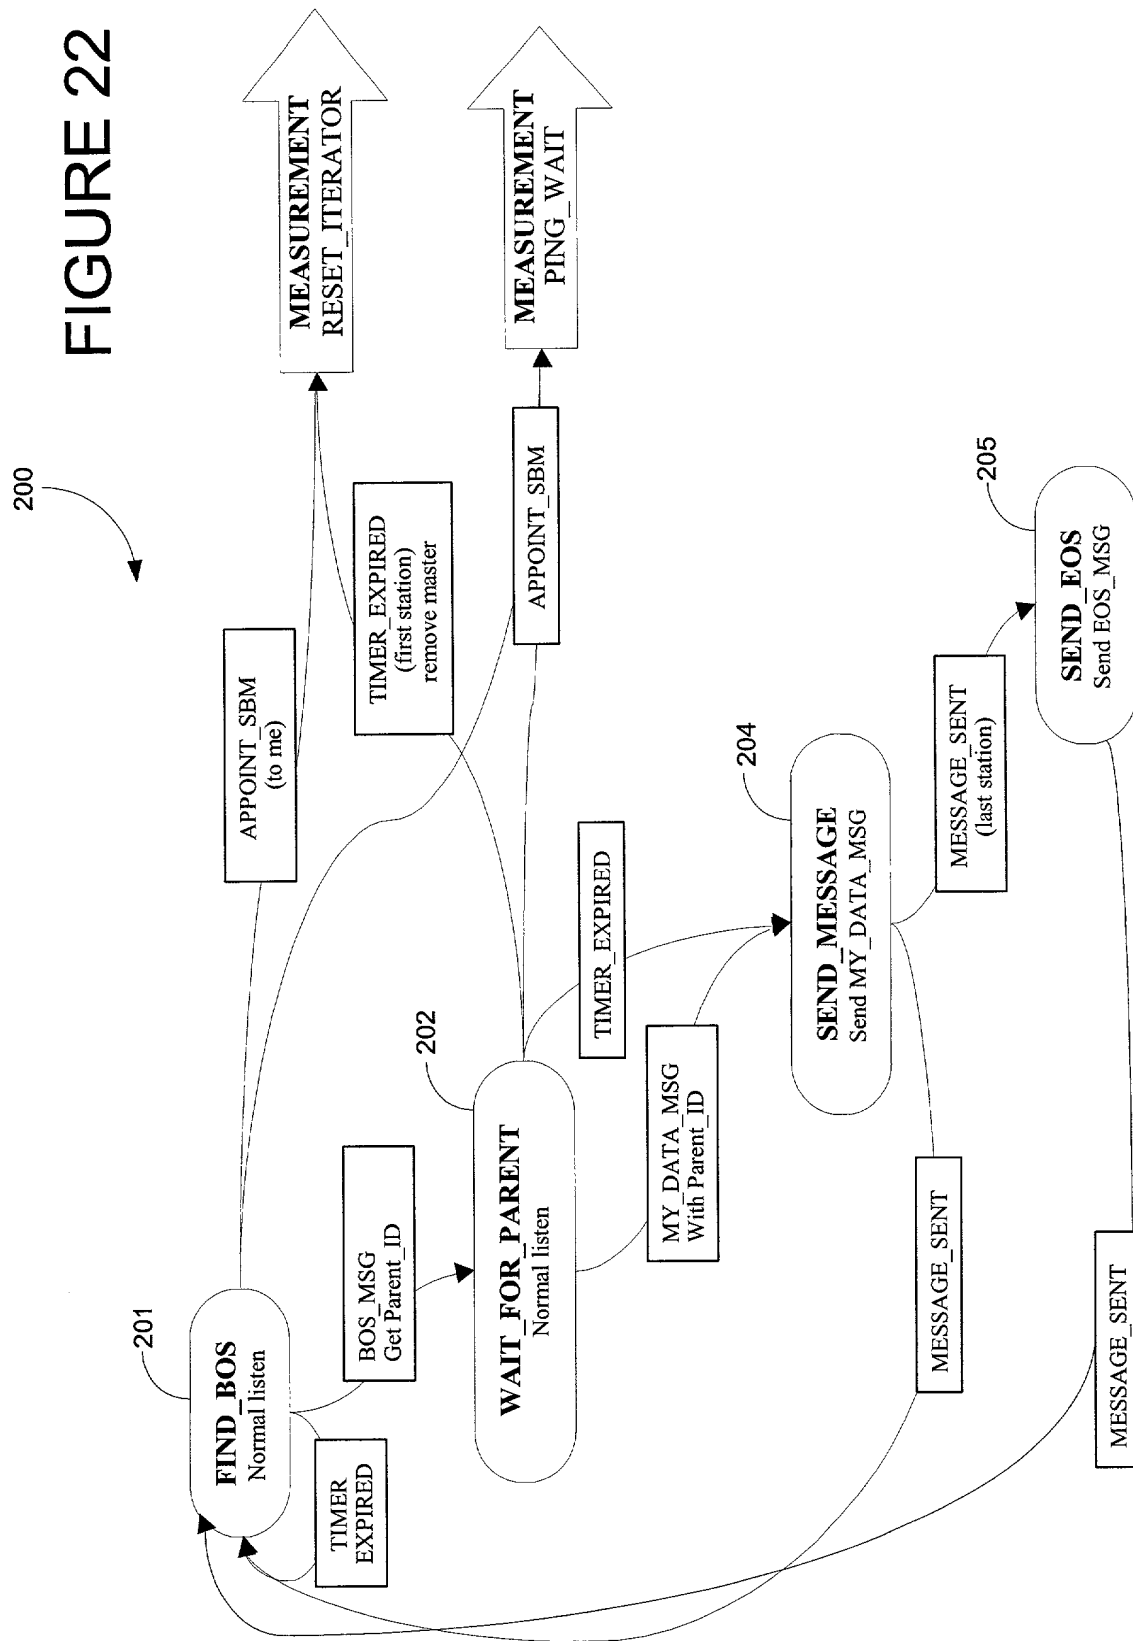 FIGURE 22
200
201
FIND_BOS
Normal listen
TIMER
EXPIRED
BOS_MSG
Get Parent_ID
APPOINT_SBM
(to me)
MEASUREMENT
RESET_ITERATOR
TIMER_EXPIRED
(first station)
remove master
202
WAIT_FOR_PARENT
Normal listen
APPOINT_SBM
MEASUREMENT
PING_WAIT
TIMER_EXPIRED
MY_DATA_MSG
With Parent_ID
204
SEND_MESSAGE
Send MY_DATA_MSG
MESSAGE_SENT
MESSAGE_SENT
(last station)
205
SEND_EOS
Send EOS_MSG
MESSAGE_SENT